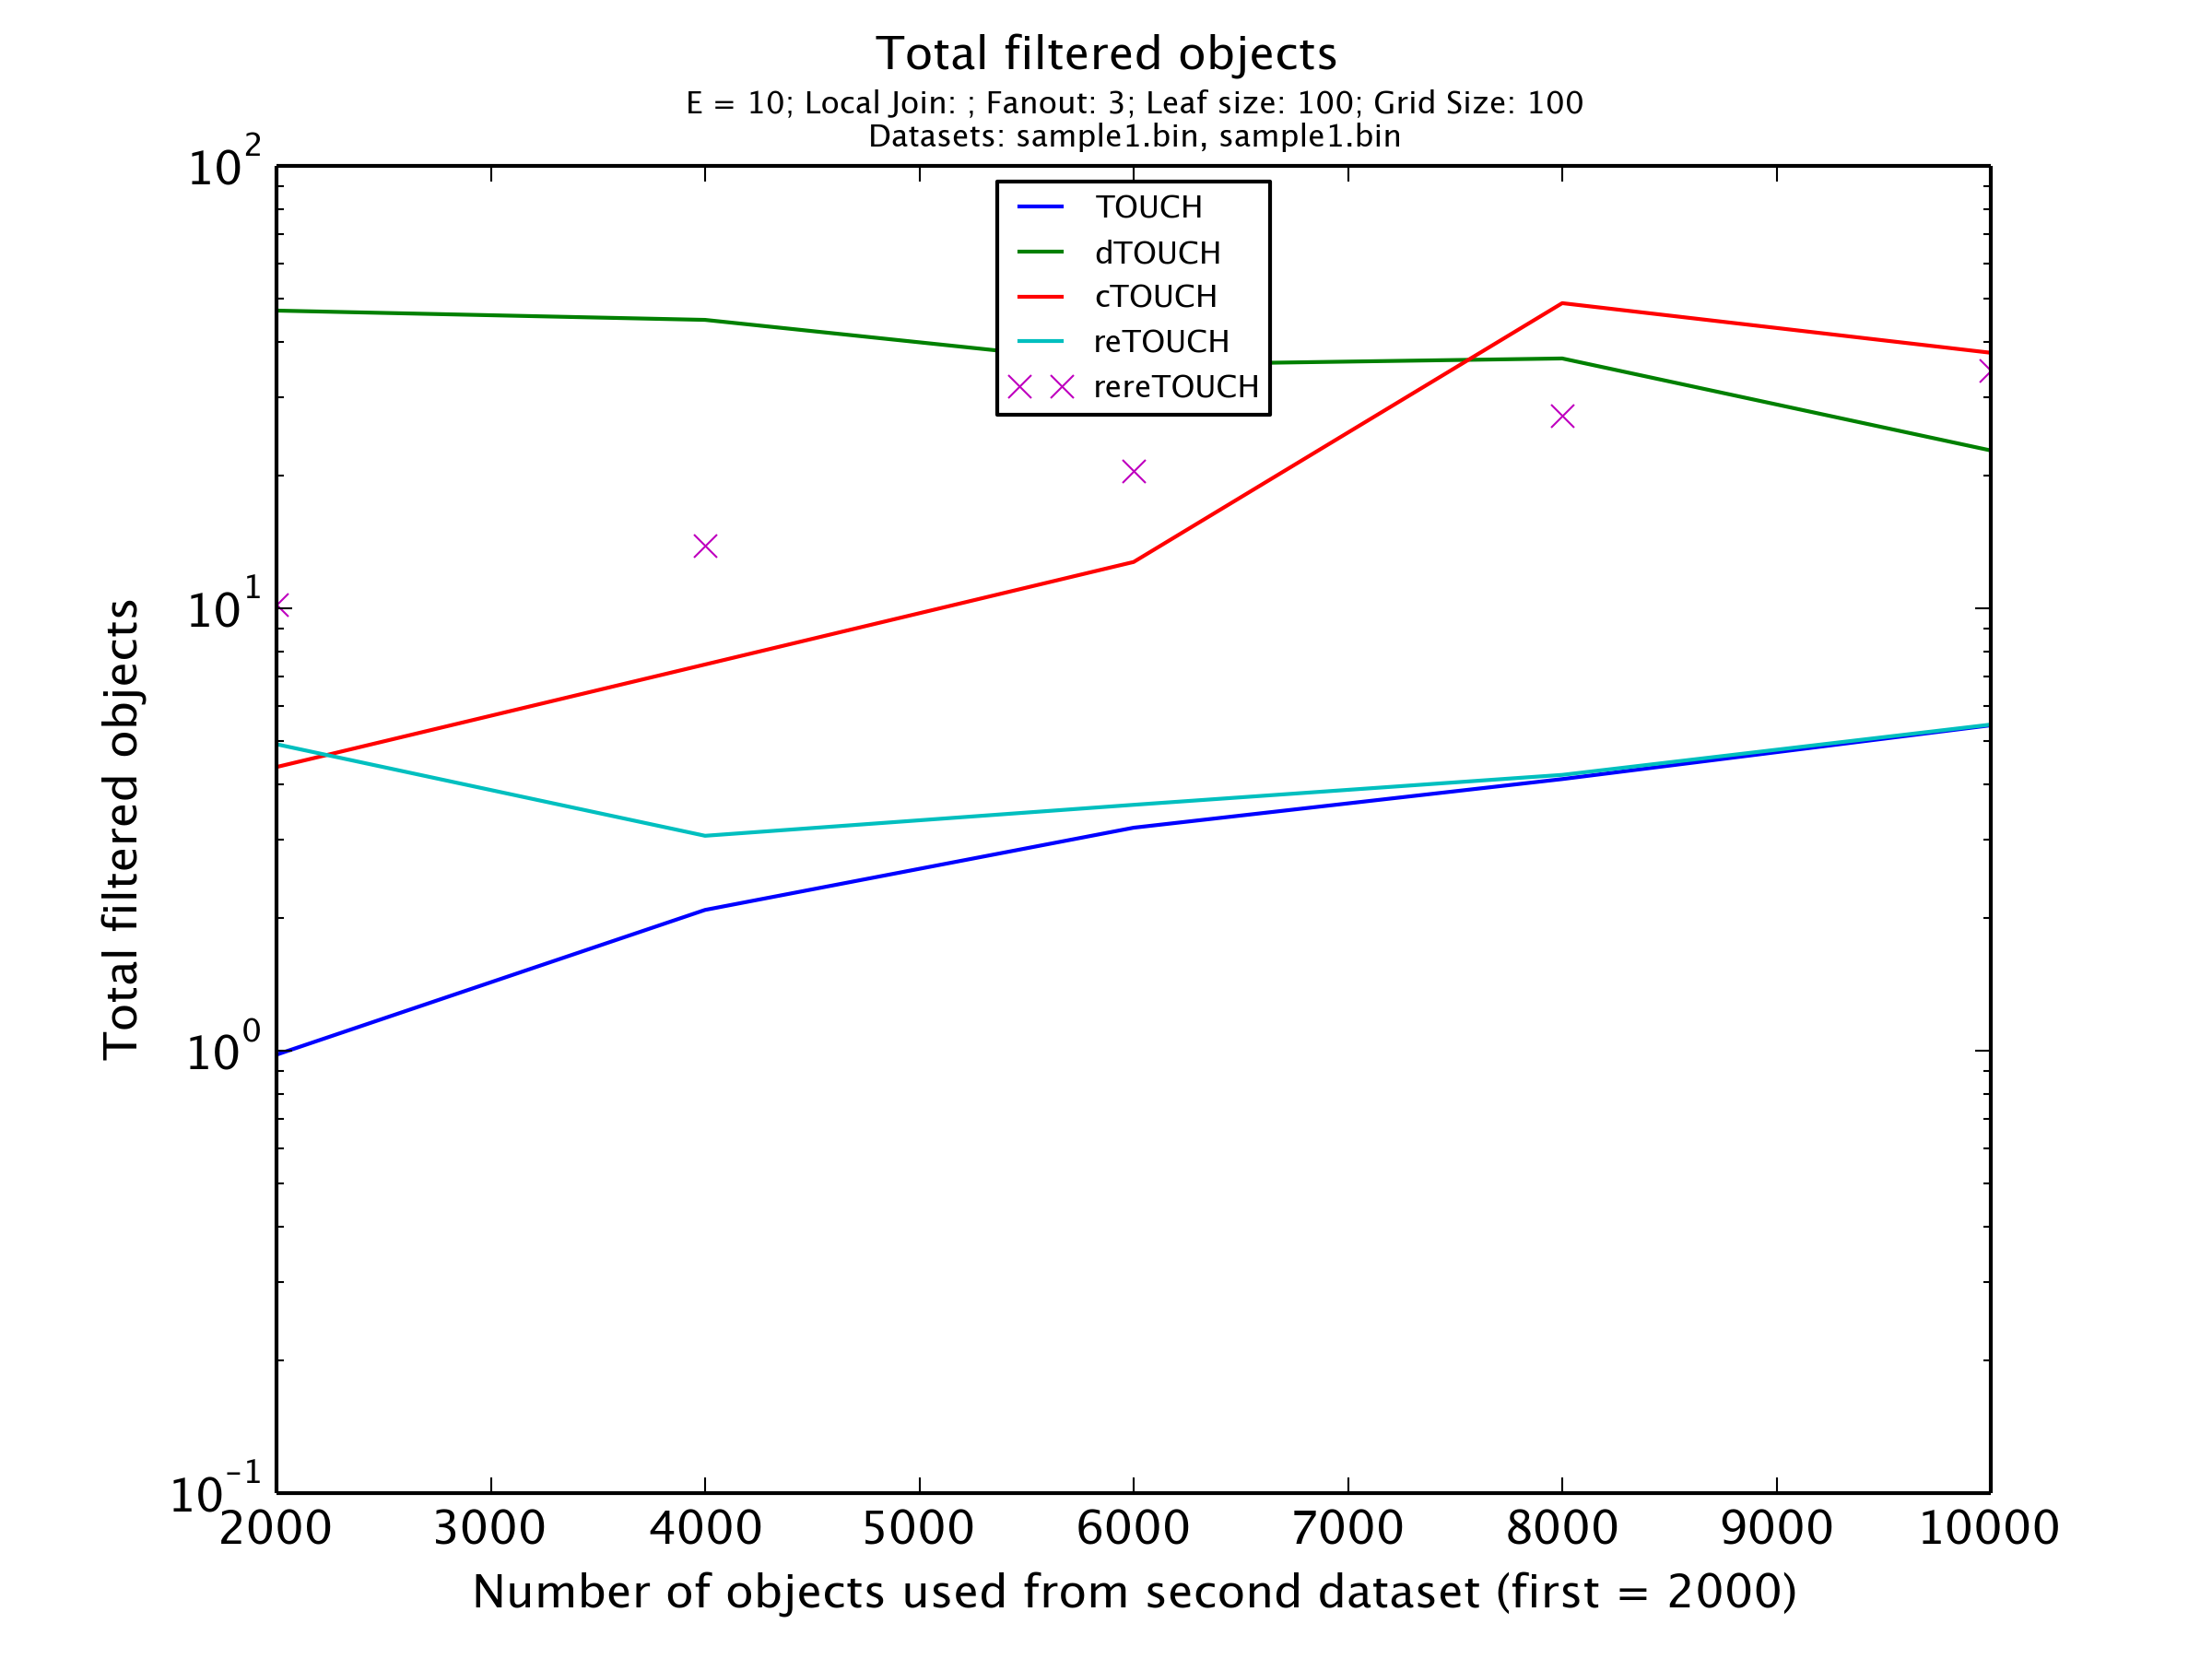 Total filtered objects
E = 10; Local Join: ; Fanout: 3; Leaf size: 100; Grid Size: 100
Datasets: sample1.bin, sample1.bin
TOUCH
dTOUCH
cTOUCH
reTOUCH
rereTOUCH
Total filtered objects
10^2
10^1
10^0
10^-1
2000 3000 4000 5000 6000 7000 8000 9000 10000
Number of objects used from second dataset (first = 2000)